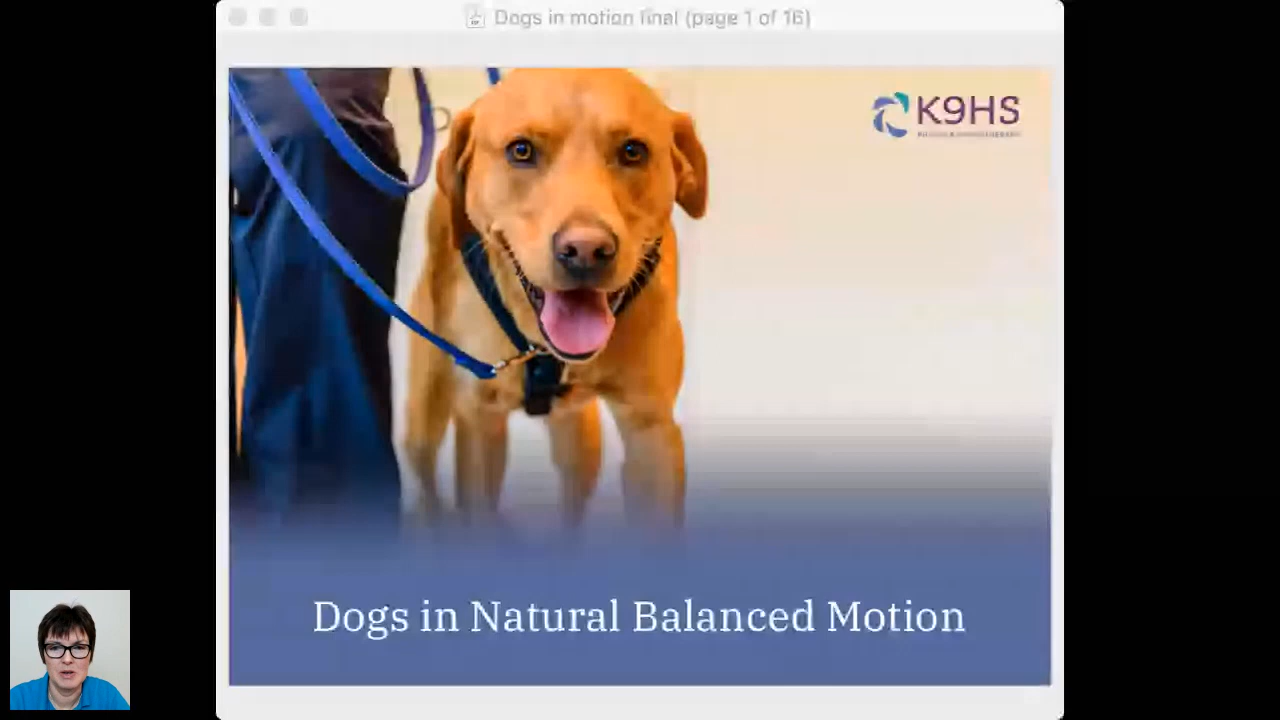 Dogs in motion final (page 1 of 16)
K9HS
Dogs in Natural Balanced Motion